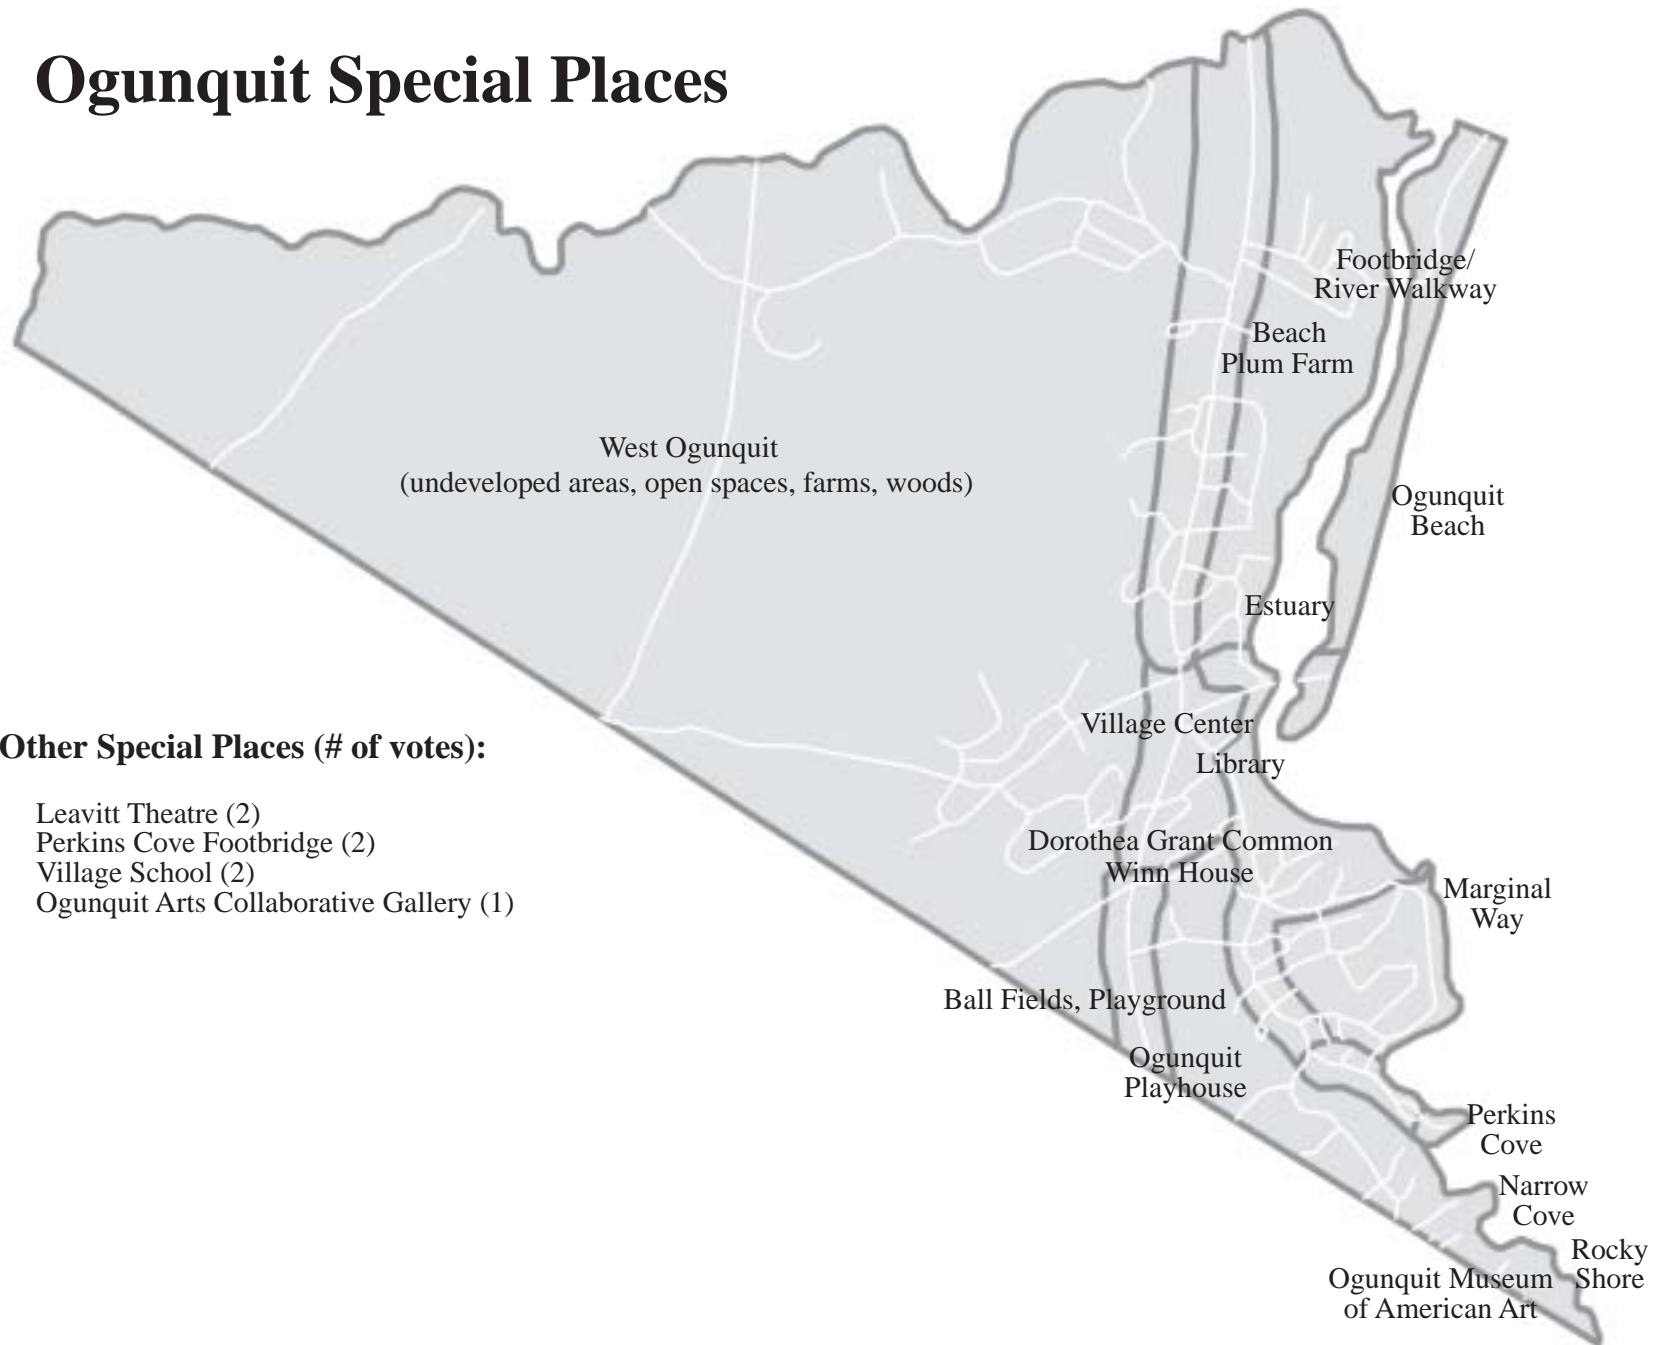 Ogunquit Special Places
Footbridge/
River Walkway
Beach
Plum Farm
West Ogunquit
(undeveloped areas, open spaces, farms, woods)
Ogunquit
Beach
Estuary
Village Center
Library
Other Special Places (# of votes):
Leavitt Theatre (2)
Perkins Cove Footbridge (2)
Village School (2)
Ogunquit Arts Collaborative Gallery (1)
Dorothea Grant Common
Winn House
Marginal
Way
Ball Fields, Playground
Ogunquit
Playhouse
Perkins
Cove
Narrow
Cove
Rocky
Shore
Ogunquit Museum
of American Art